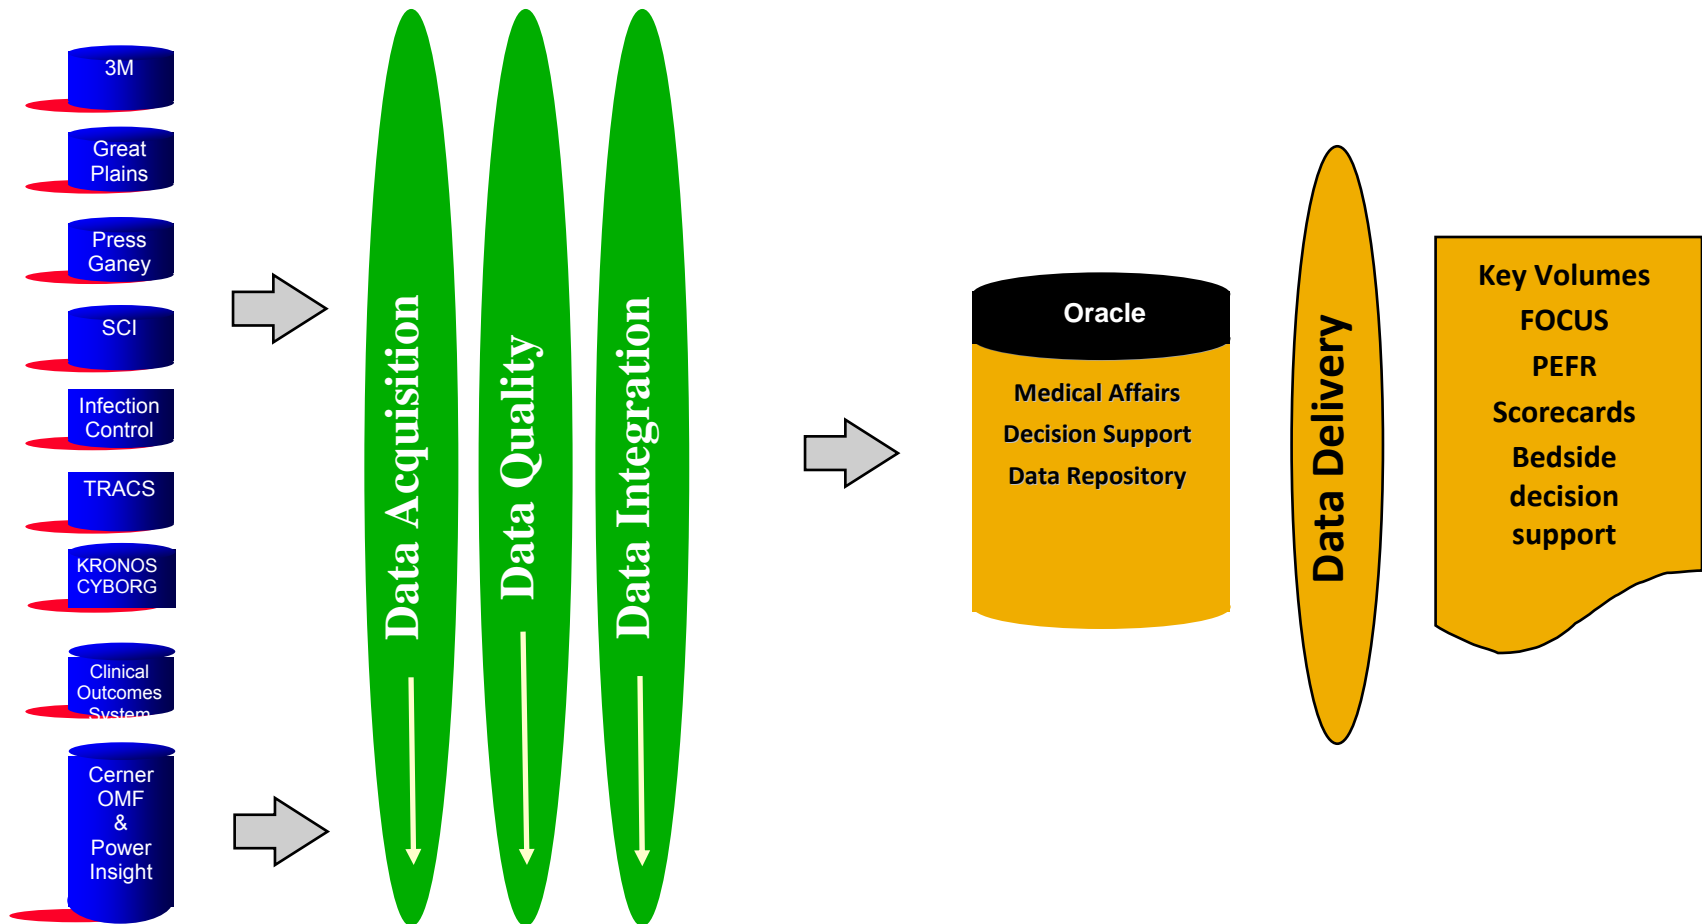 3M
Great
Plains
Press
Ganey
SCI
Infection
Control
TRACS
KRONOS
CYBORG
Clinical
Outcomes
System
Cerner
OMF
&
Power
Insight
Data Acquisition
Data Quality
Data Integration
Oracle
Medical Affairs
Decision Support
Data Repository
Data Delivery
Key Volumes
FOCUS
PEFR
Scorecards
Bedside
decision
support